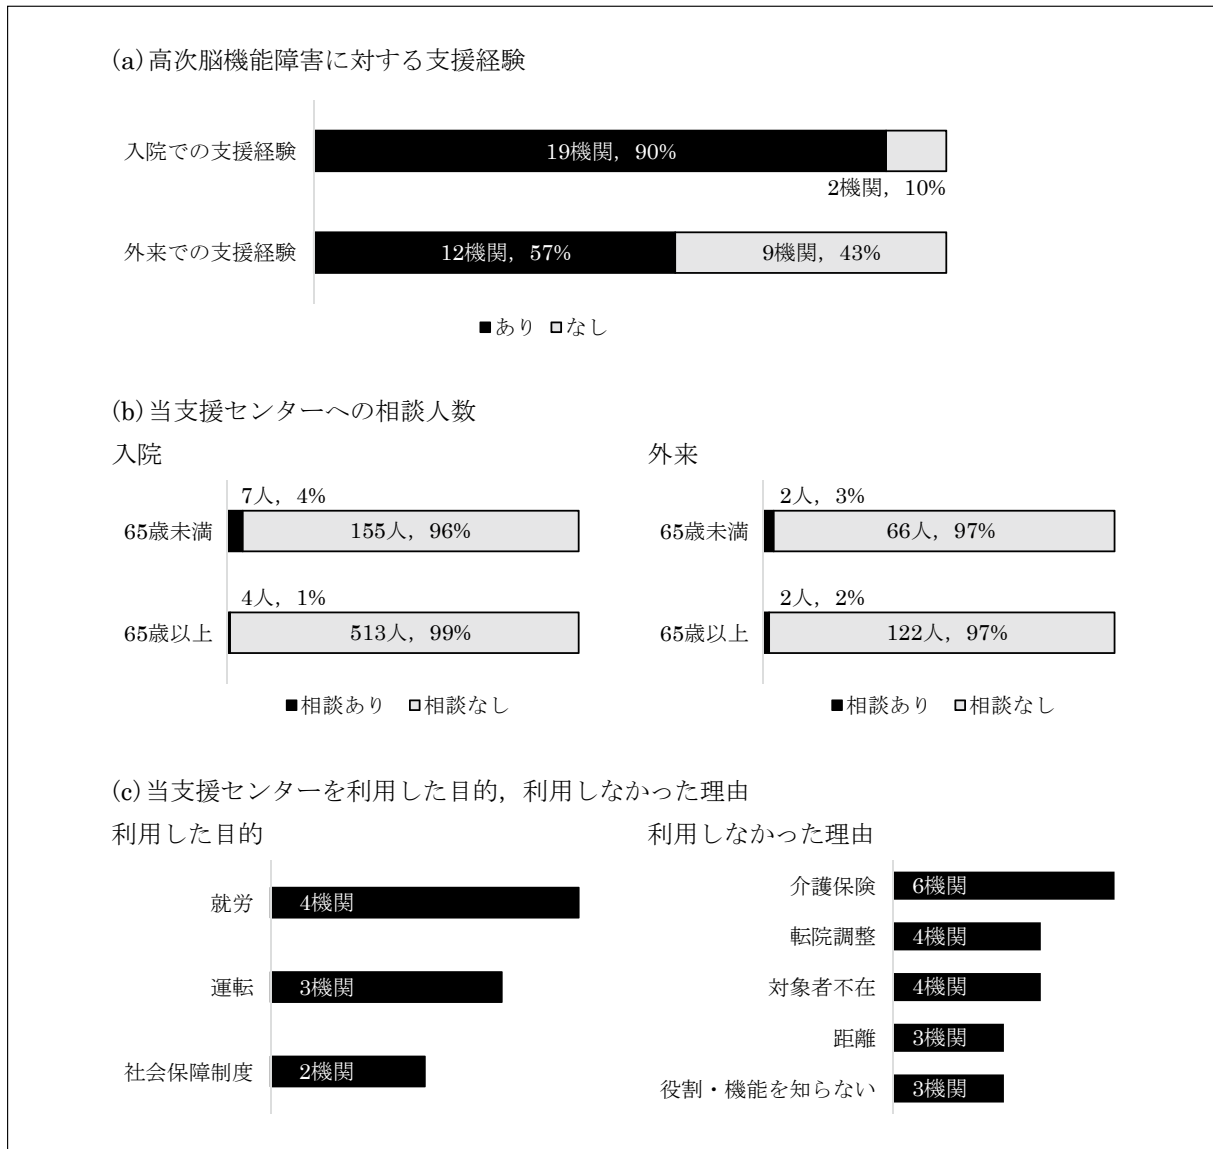 (a)高次脳機能障害に対する支援経験
入院での支援経験
19機関，90%
2機関，10%
外来での支援経験
12機関，57%
9機関，43%
■あり □なし
(b)当支援センターへの相談人数
入院
7人，4%
65歳未満
155人，96%
4人，1%
65歳以上
513人，99%
■相談あり □相談なし
外来
2人，3%
65歳未満
66人，97%
2人，2%
65歳以上
122人，97%
■相談あり □相談なし
(c)当支援センターを利用した目的，利用しなかった理由
利用した目的
就労
4機関
運転
3機関
社会保障制度
2機関
利用しなかった理由
介護保険
6機関
転院調整
4機関
対象者不在
4機関
距離
3機関
役割・機能を知らない
3機関